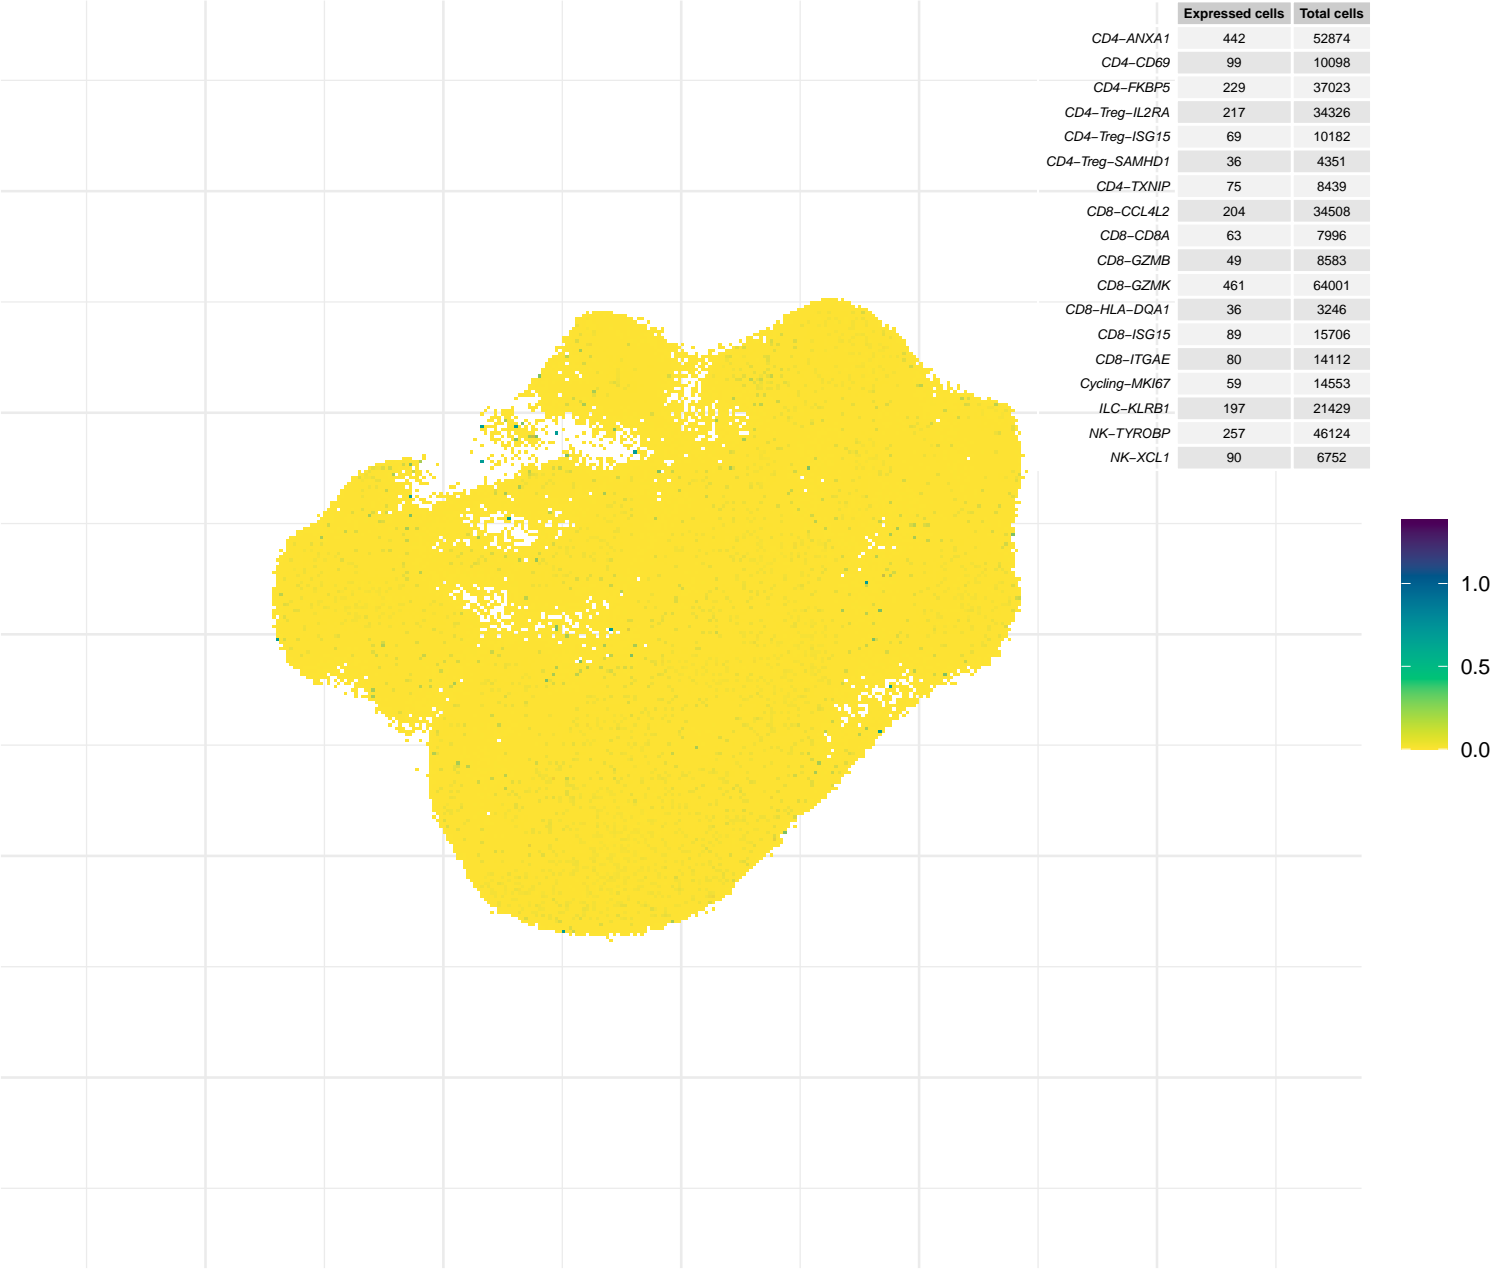 Expressed cells Total cells
CD4−ANXA1 442 52874
CD4−CD69 99 10098
CD4−FKBP5 229 37023
CD4−Treg−IL2RA 217 34326
CD4−Treg−ISG15 69 10182
CD4−Treg−SAMHD1 36 4351
CD4−TXNIP 75 8439
CD8−CCL4L2 204 34508
CD8−CD8A 63 7996
CD8−GZMB 49 8583
CD8−GZMK 461 64001
CD8−HLA−DQA1 36 3246
CD8−ISG15 89 15706
CD8−ITGAE 80 14112
Cycling−MKI67 59 14553
ILC−KLRB1 197 21429
NK−TYROBP 257 46124
NK−XCL1 90 6752
1.0
0.5
0.0